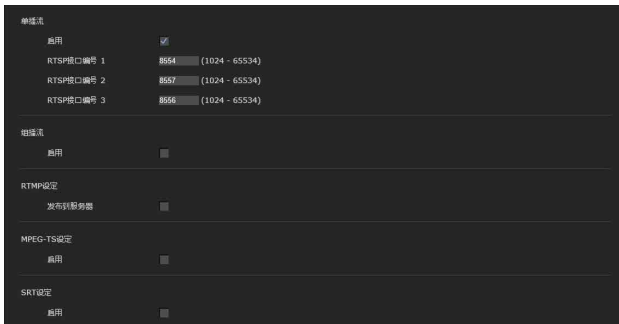 单播流
启用
RTSP接口编号 1 8554 (1024 - 65534)
RTSP接口编号 2 8557 (1024 - 65534)
RTSP接口编号 3 8556 (1024 - 65534)
组播流
启用
RTMP设定
发布到服务器
MPEG-TS设定
启用
SRT设定
启用